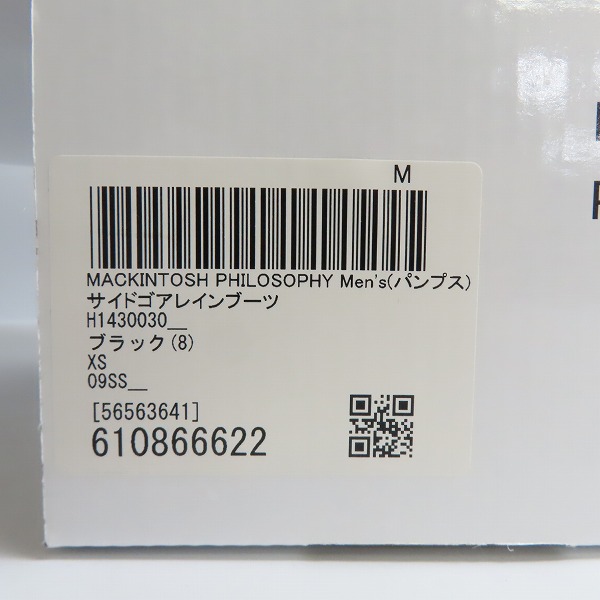 M
MACKINTOSH PHILOSOPHY Men's(パンプス)
サイドゴアレインブーツ
H1430030__
ブラック(8)
XS
09SS__
[56563641]
610866622